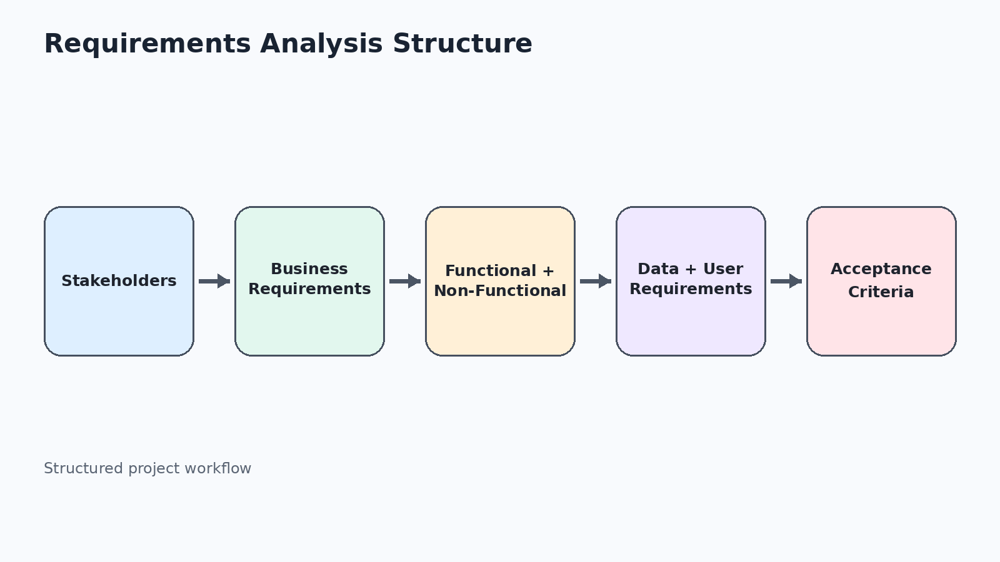 Requirements Analysis Structure
Stakeholders
Business
Requirements
Functional +
Non-Functional
Data + User
Requirements
Acceptance
Criteria
Structured project workflow